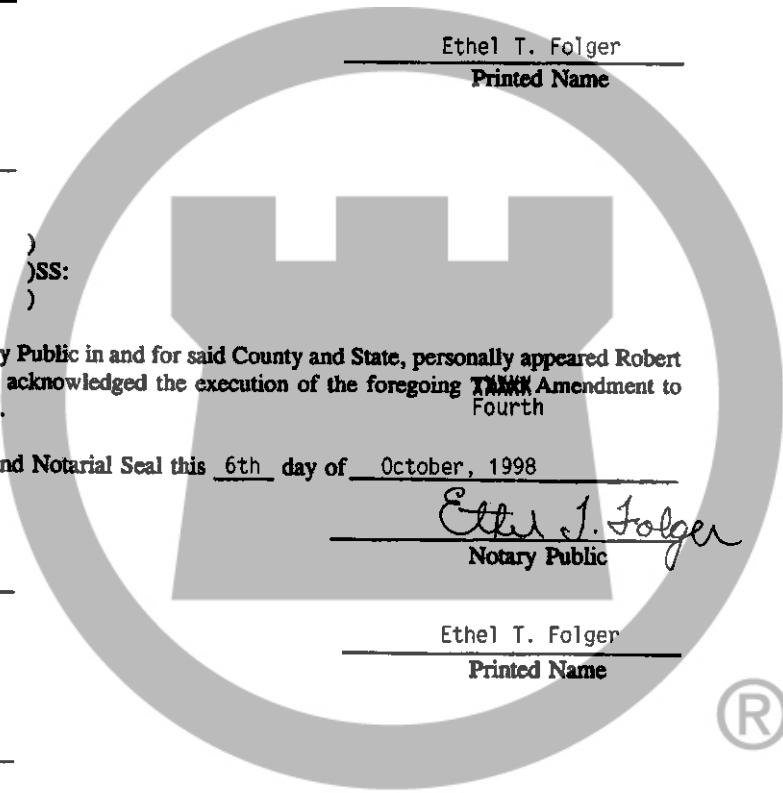 Ethel T. Folger
Printed Name
)
)SS:
)
y Public in and for said County and State, personally appeared Robert
acknowledged the execution of the foregoing Amendment to
Fourth
.
nd Notarial Seal this 6th day of October, 1998
Ethel T. Folger
Notary Public
Ethel T. Folger
Printed Name
®